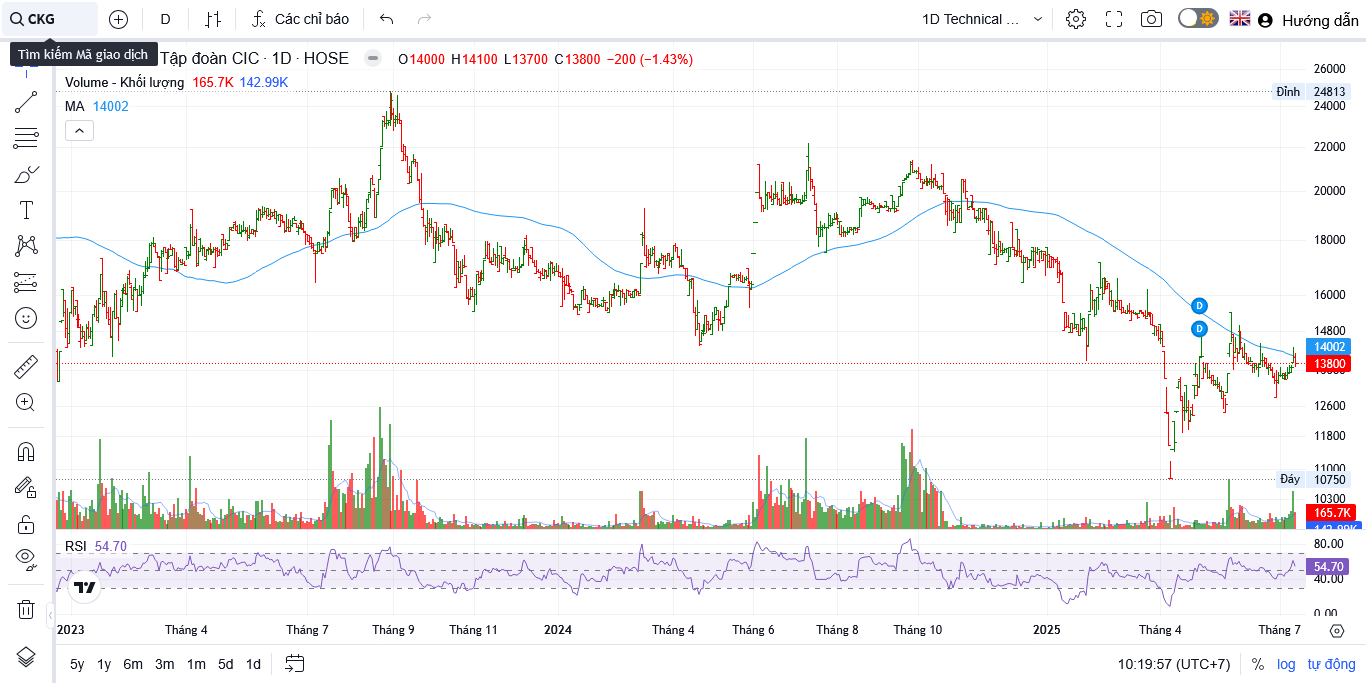 CKG
D
Các chỉ báo
1D Technical ...
Hướng dẫn
Tìm kiếm Mã giao dịch
Tập đoàn CIC · 1D · HOSE
O14000 H14100 L13700 C13800 −200 (−1.43%)
Volume - Khối lượng 165.7K 142.99K
MA 14002
26000
Đỉnh 24813
24000
22000
20000
18000
16000
D
D
14800
14002
13800
13000
12600
11800
11000
Đáy 10750
10300
165.7K
142.99K
RSI 54.70
80.00
54.70
40.00
0.00
2023 Tháng 4 Tháng 7 Tháng 9 Tháng 11 2024 Tháng 4 Tháng 6 Tháng 8 Tháng 10 2025 Tháng 4 Tháng 7
5y 1y 6m 3m 1m 5d 1d
10:19:57 (UTC+7) % log tự động